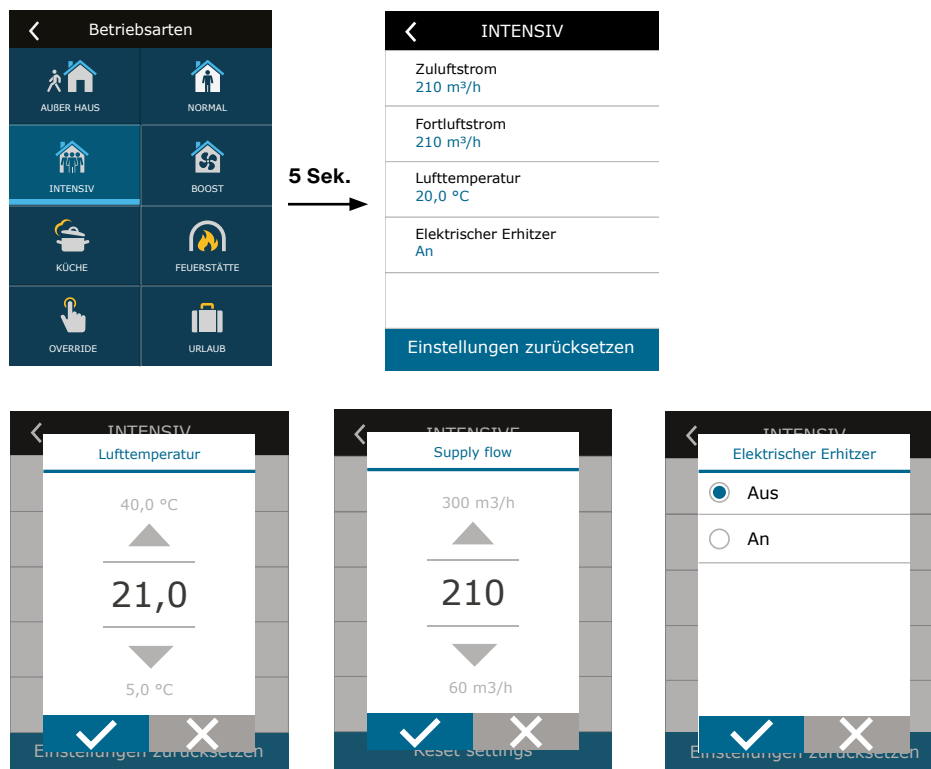 Betriebsarten
AUßER HAUS
NORMAL
INTENSIV
BOOST
KÜCHE
FEUERSTÄTTE
OVERRIDE
URLAUB
5 Sek.
INTENSIV
Zuluftstrom
210 m³/h
Fortluftstrom
210 m³/h
Lufttemperatur
20,0 °C
Elektrischer Erhitzer
An
Einstellungen zurücksetzen
INTENSIV
Lufttemperatur
40,0 °C
21,0
5,0 °C
Einstellungen zurücksetzen
INTENSIVE
Supply flow
300 m3/h
210
60 m3/h
Reset settings
INTENSIV
Elektrischer Erhitzer
Aus
An
Einstellungen zurücksetzen